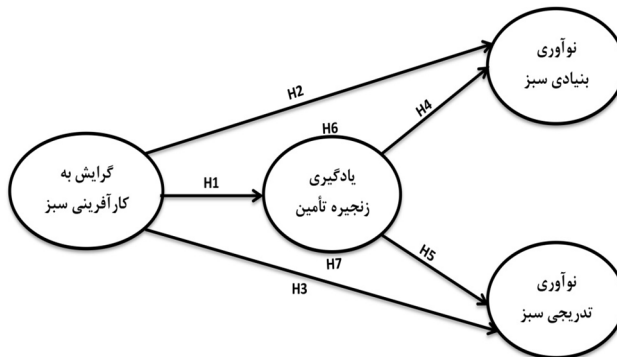 نوآوری
بنیادی سبز
H2
H4
H6
گرایش به
کارآفرینی سبز
H1
یادگیری
زنجیره تأمین
H7
H5
H3
نوآوری
تدریجی سبز